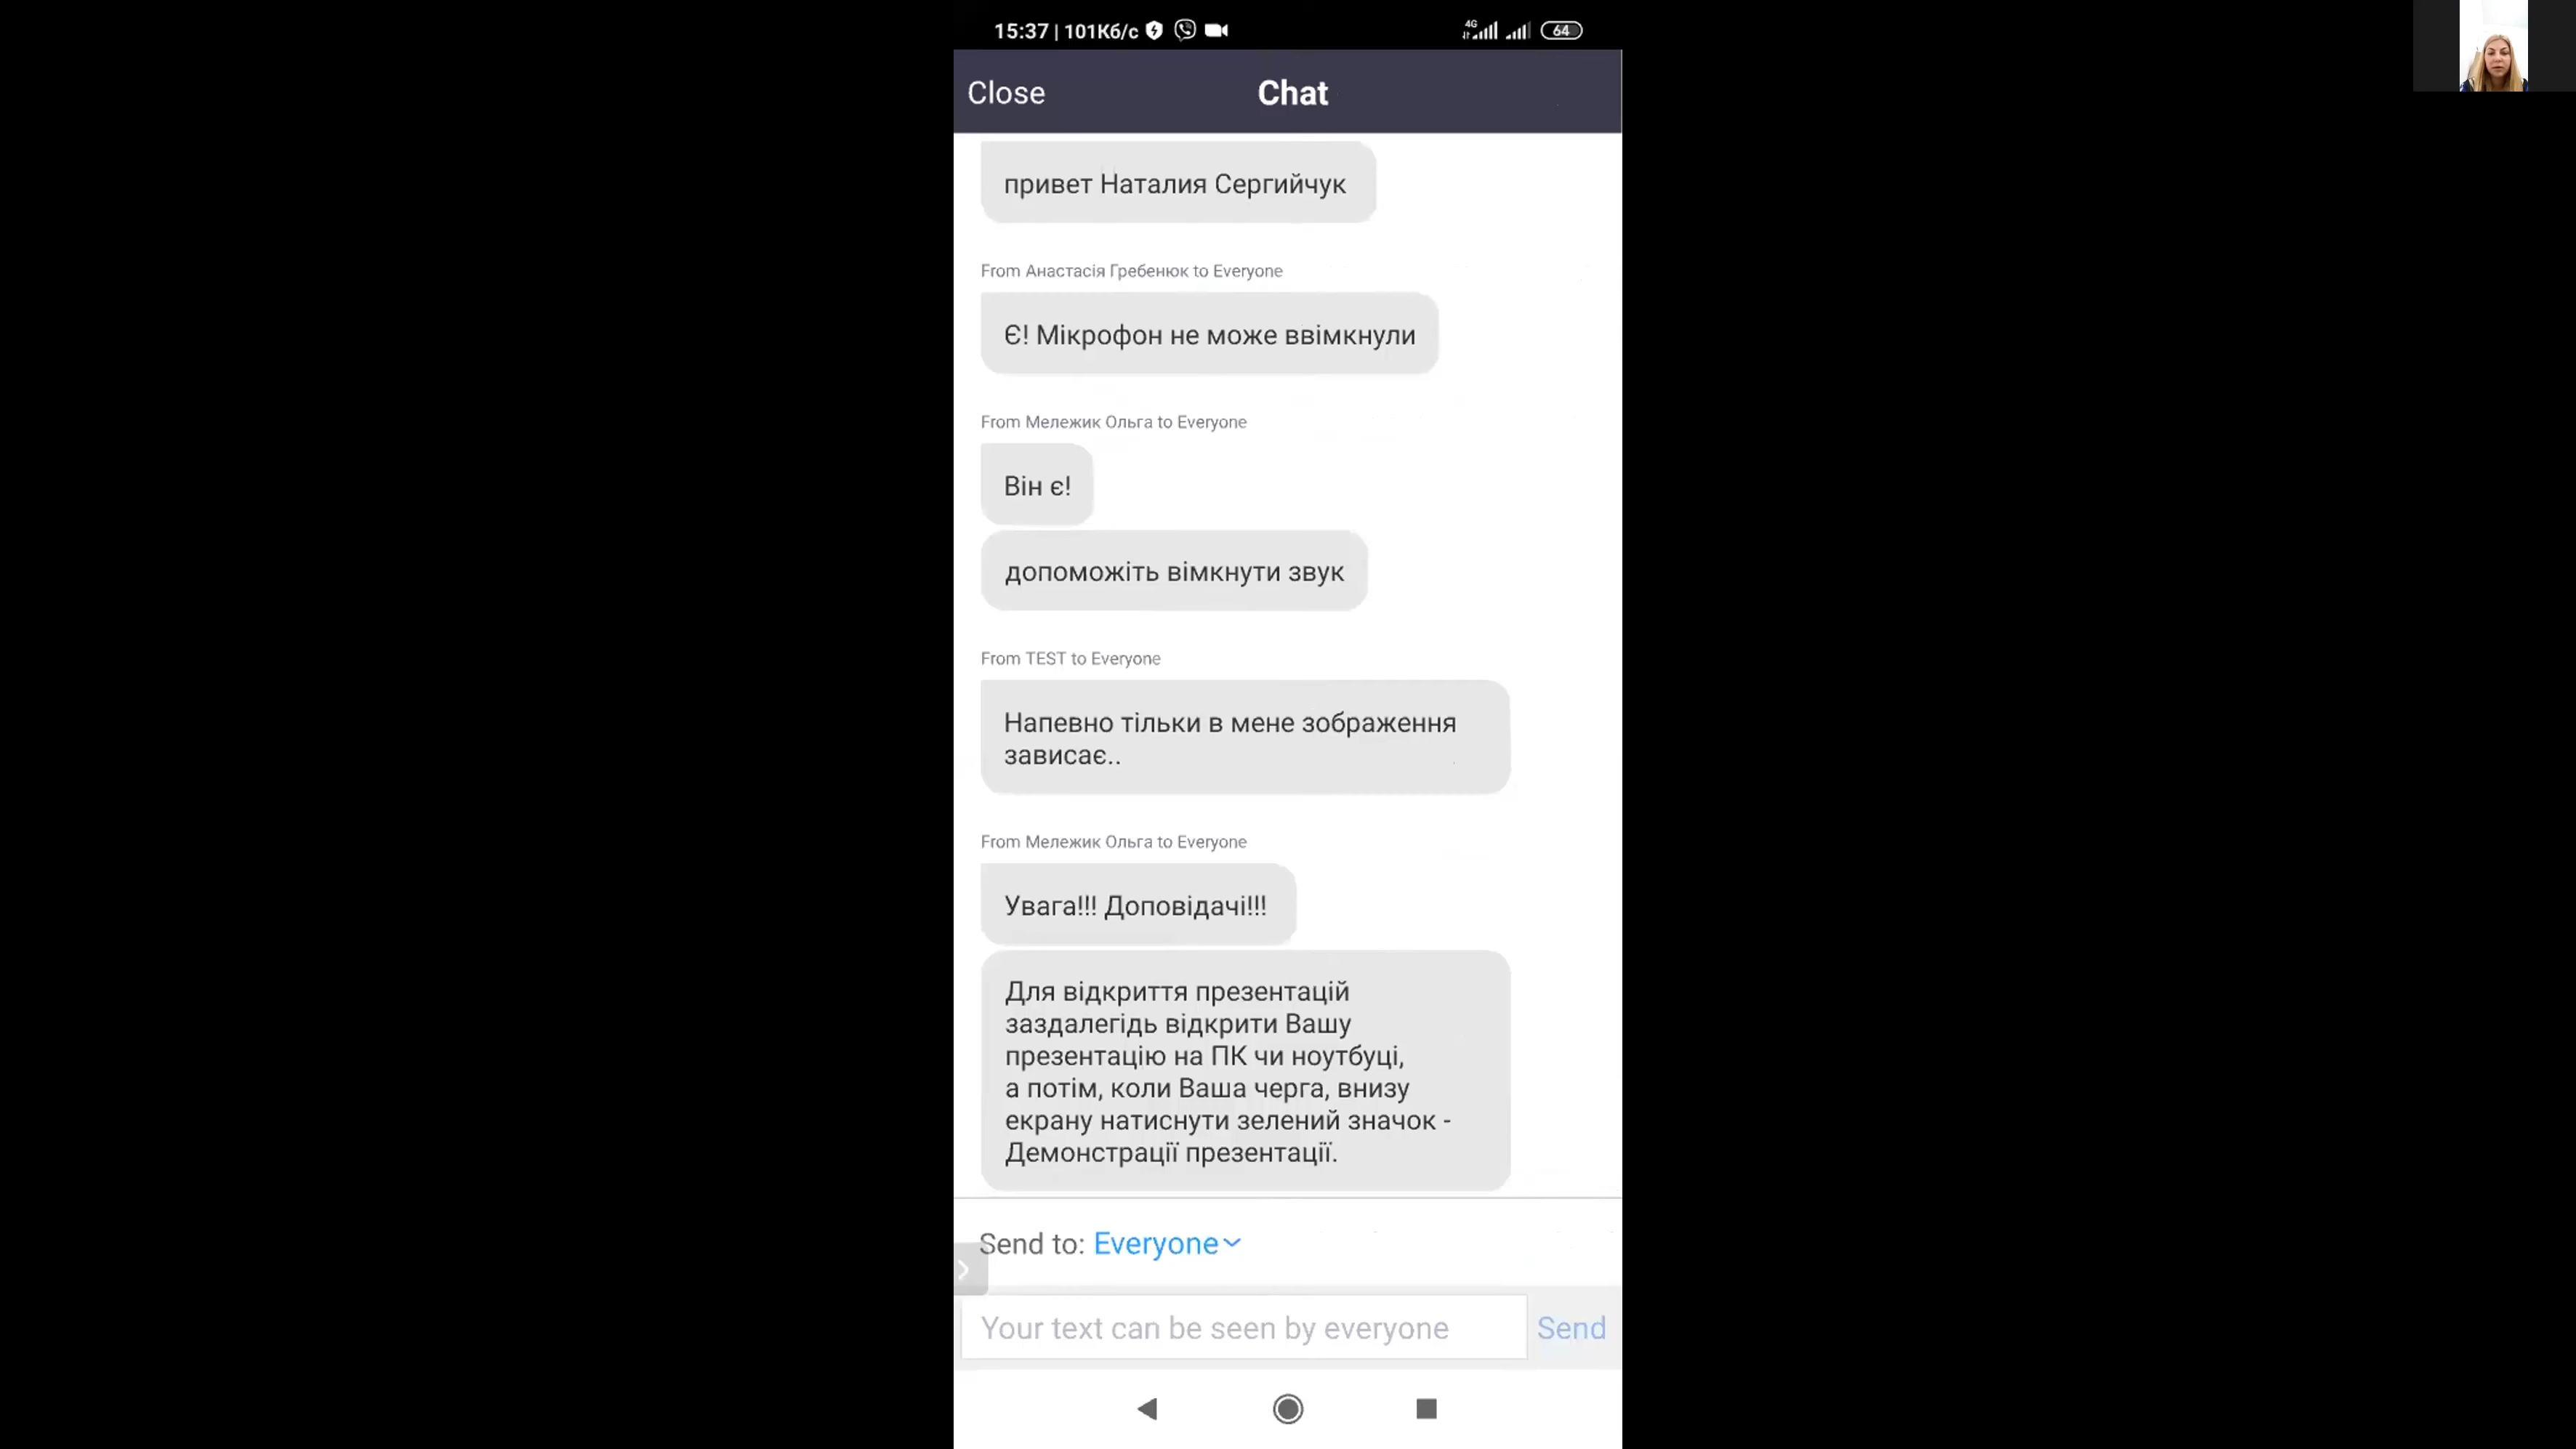 15:37 | 101Кб/с 4G 64
Close Chat
привет Наталия Сергийчук
From Анастасія Гребенюк to Everyone
Є! Мікрофон не може ввімкнули
From Мележик Ольга to Everyone
Він є!
допоможіть вімкнути звук
From TEST to Everyone
Напевно тільки в мене зображення
зависає..
From Мележик Ольга to Everyone
Увага!!! Доповідачі!!!
Для відкриття презентацій
заздалегідь відкрити Вашу
презентацію на ПК чи ноутбуці,
а потім, коли Ваша черга, внизу
екрану натиснути зелений значок -
Демонстрації презентації.
Send to: Everyone
Your text can be seen by everyone Send